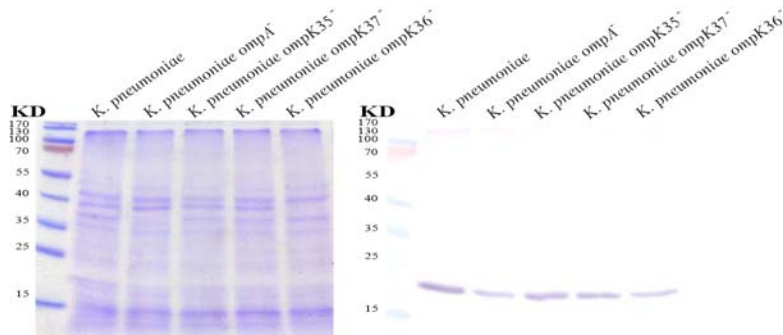 K. pneumoniae
K. pneumoniae ompA-
K. pneumoniae ompK35-
K. pneumoniae ompK37-
K. pneumoniae ompK36-
KD
170
130
100
70
55
40
35
25
15
K. pneumoniae
K. pneumoniae ompA-
K. pneumoniae ompK35-
K. pneumoniae ompK37-
K. pneumoniae ompK36-
KD
170
130
100
70
55
40
35
25
15